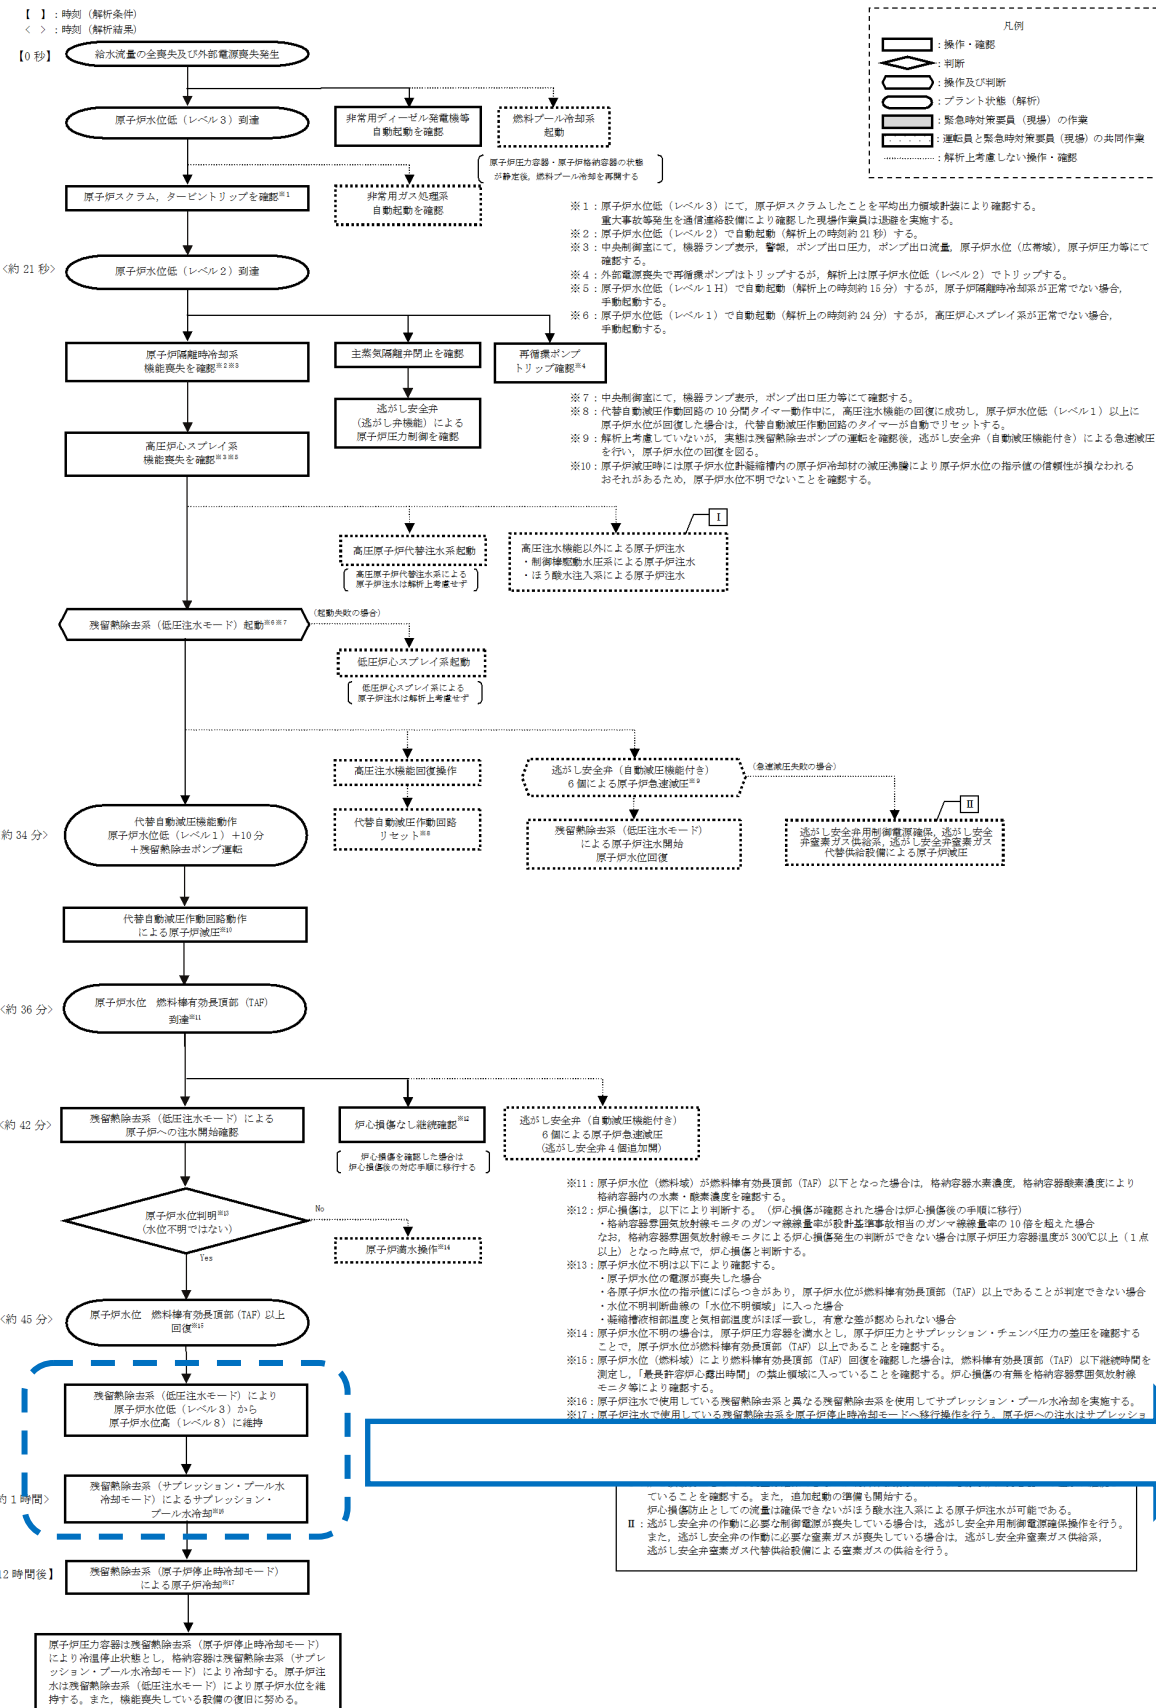 【　】：時刻（解析条件）
＜　＞：時刻（解析結果）
【0 秒】
給水流量の全喪失及び外部電源喪失発生
凡例
：操作・確認
：判断
：操作及び判断
：プラント状態（解析）
：緊急時対策要員（現場）の作業
：運転員と緊急時対策要員（現場）の共同作業
：解析上考慮しない操作・確認
原子炉水位低（レベル３）到達
非常用ディーゼル発電機等
自動起動を確認
燃料プール冷却系
起動
原子炉圧力容器・原子炉格納容器の状態
が静定後，燃料プール冷却を再開する
原子炉スクラム，タービントリップを確認※1
非常用ガス処理系
自動起動を確認
※１：原子炉水位低（レベル３）にて，原子炉スクラムしたことを平均出力領域計装により確認する。
重大事故等発生を通信連絡設備により確認した現場作業員は退避を実施する。
※２：原子炉水位低（レベル２）で自動起動（解析上の時刻約 21 秒）する。
※３：中央制御室にて，機器ランプ表示，警報，ポンプ出口圧力，ポンプ出口流量，原子炉水位（広帯域），原子炉圧力等にて
確認する。
※４：外部電源喪失で再循環ポンプはトリップするが，解析上は原子炉水位低（レベル２）でトリップする。
※５：原子炉水位低（レベル１Ｈ）で自動起動（解析上の時刻約 15 分）するが，原子炉隔離時冷却系が正常でない場合，
手動起動する。
※６：原子炉水位低（レベル１）で自動起動（解析上の時刻約 24 分）するが，高圧炉心スプレイ系が正常でない場合，
手動起動する。
＜約 21 秒＞
原子炉水位低（レベル２）到達
原子炉隔離時冷却系
機能喪失を確認※2※3
主蒸気隔離弁閉止を確認
再循環ポンプ
トリップ確認※4
逃がし安全弁
（逃がし弁機能）による
原子炉圧力制御を確認
高圧炉心スプレイ系
機能喪失を確認※3※5
※７：中央制御室にて，機器ランプ表示，ポンプ出口圧力等にて確認する。
※８：代替自動減圧作動回路の 10 分間タイマー動作中に，高圧注水機能の回復に成功し，原子炉水位低（レベル１）以上に
原子炉水位が回復した場合は，代替自動減圧作動回路のタイマーが自動でリセットする。
※９：解析上考慮していないが，実態は残留熱除去ポンプの運転を確認後，逃がし安全弁（自動減圧機能付き）による急速減圧
を行い，原子炉水位の回復を図る。
※10：原子炉減圧時には原子炉水位計凝縮槽内の原子炉冷却材の減圧沸騰により原子炉水位の指示値の信頼性が損なわれる
おそれがあるため，原子炉水位不明でないことを確認する。
Ⅰ
高圧原子炉代替注水系起動
高圧原子炉代替注水系による
原子炉注水は解析上考慮せず
高圧注水機能以外による原子炉注水
・制御棒駆動水圧系による原子炉注水
・ほう酸水注入系による原子炉注水
残留熱除去系（低圧注水モード）起動※6※7
（起動失敗の場合）
低圧炉心スプレイ系起動
低圧炉心スプレイ系による
原子炉注水は解析上考慮せず
高圧注水機能回復操作
逃がし安全弁（自動減圧機能付き）
６個による原子炉急速減圧※9
（急速減圧失敗の場合）
Ⅱ
約 34 分＞
代替自動減圧機能動作
原子炉水位低（レベル１）＋10 分
＋残留熱除去ポンプ運転
代替自動減圧作動回路
リセット※8
残留熱除去系（低圧注水モード）
による原子炉注水開始
原子炉水位回復
逃がし安全弁用制御電源確保，逃がし安全
弁窒素ガス供給系，逃がし安全弁窒素ガス
代替供給設備による原子炉減圧
代替自動減圧作動回路動作
による原子炉減圧※10
＜約 36 分＞
原子炉水位　燃料棒有効長頂部（TAF）
到達※11
＜約 42 分＞
残留熱除去系（低圧注水モード）による
原子炉への注水開始確認
炉心損傷なし継続確認※12
炉心損傷を確認した場合は
炉心損傷後の対応手順に移行する
逃がし安全弁（自動減圧機能付き）
６個による原子炉急速減圧
（逃がし安全弁４個追加開）
原子炉水位判明※13
（水位不明ではない）
No
Yes
原子炉満水操作※14
※11：原子炉水位（燃料域）が燃料棒有効長頂部（TAF）以下となった場合は，格納容器水素濃度，格納容器酸素濃度により
格納容器内の水素・酸素濃度を確認する。
※12：炉心損傷は，以下により判断する。（炉心損傷が確認された場合は炉心損傷後の手順に移行）
・格納容器雰囲気放射線モニタのガンマ線線量率が設計基準事故相当のガンマ線線量率の 10 倍を超えた場合
なお，格納容器雰囲気放射線モニタによる炉心損傷発生の判断ができない場合は原子炉圧力容器温度が 300℃以上（１点
以上）となった時点で，炉心損傷と判断する。
※13：原子炉水位不明は以下により確認する。
・原子炉水位の電源が喪失した場合
・各原子炉水位の指示値にばらつきがあり，原子炉水位が燃料棒有効長頂部（TAF）以上であることが判定できない場合
・水位不明判断曲線の「水位不明領域」に入った場合
・凝縮槽液相部温度と気相部温度がほぼ一致し，有意な差が認められない場合
※14：原子炉水位不明の場合は，原子炉圧力容器を満水とし，原子炉圧力とサプレッション・チェンバ圧力の差圧を確認する
ことで，原子炉水位が燃料棒有効長頂部（TAF）以上であることを確認する。
※15：原子炉水位（燃料域）により燃料棒有効長頂部（TAF）回復を確認した場合は，燃料棒有効長頂部（TAF）以下継続時間を
測定し，「最長許容炉心露出時間」の禁止領域に入っていることを確認する。炉心損傷の有無を格納容器雰囲気放射線
モニタ等により確認する。
※16：原子炉注水で使用している残留熱除去系と異なる残留熱除去系を使用してサプレッション・プール水冷却を実施する。
※17：原子炉注水で使用している残留熱除去系を原子炉停止時冷却モードへ移行操作を行う。原子炉への注水はサプレッショ
＜約 45 分＞
原子炉水位　燃料棒有効長頂部（TAF）以上
回復※15
残留熱除去系（低圧注水モード）により
原子炉水位低（レベル３）から
原子炉水位高（レベル８）に維持
約 1 時間＞
残留熱除去系（サプレッション・プール水
冷却モード）によるサプレッション・
プール水冷却※16
ていることを確認する。また，追加起動の準備も開始する。
炉心損傷防止としての流量は確保できないがほう酸水注入系による原子炉注水が可能である。
Ⅱ：逃がし安全弁の作動に必要な制御電源が喪失している場合は，逃がし安全弁用制御電源確保操作を行う。
また，逃がし安全弁の作動に必要な窒素ガスが喪失している場合は，逃がし安全弁窒素ガス供給系，
逃がし安全弁窒素ガス代替供給設備による窒素ガスの供給を行う。
12 時間後】
残留熱除去系（原子炉停止時冷却モード）
による原子炉冷却※17
原子炉圧力容器は残留熱除去系（原子炉停止時冷却モード）
により冷温停止状態とし，格納容器は残留熱除去系（サプレ
ッション・プール水冷却モード）により冷却する。原子炉注
水は残留熱除去系（低圧注水モード）により原子炉水位を維
持する。また，機能喪失している設備の復旧に努める。